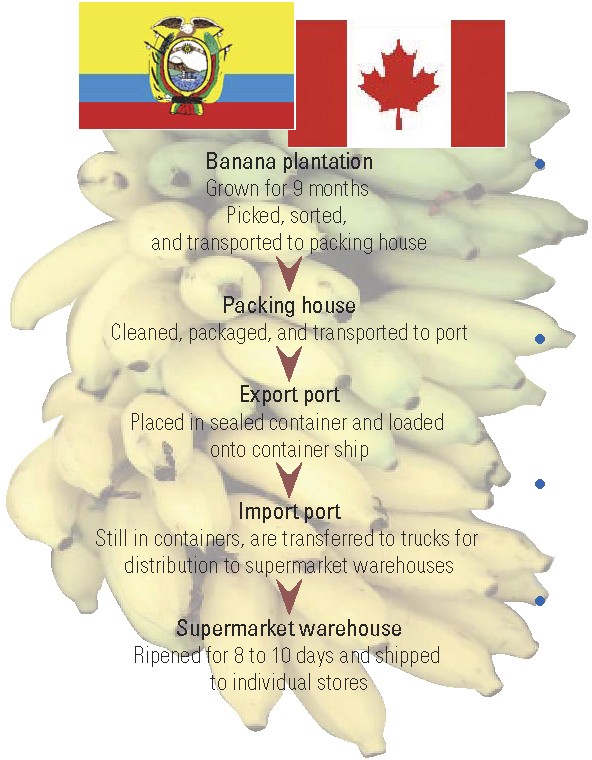 Banana plantation
Grown for 9 months
Picked, sorted,
and transported to packing house
Packing house
Cleaned, packaged, and transported to port
Export port
Placed in sealed container and loaded
onto container ship
Import port
Still in containers, are transferred to trucks for
distribution to supermarket warehouses
Supermarket warehouse
Ripened for 8 to 10 days and shipped
to individual stores